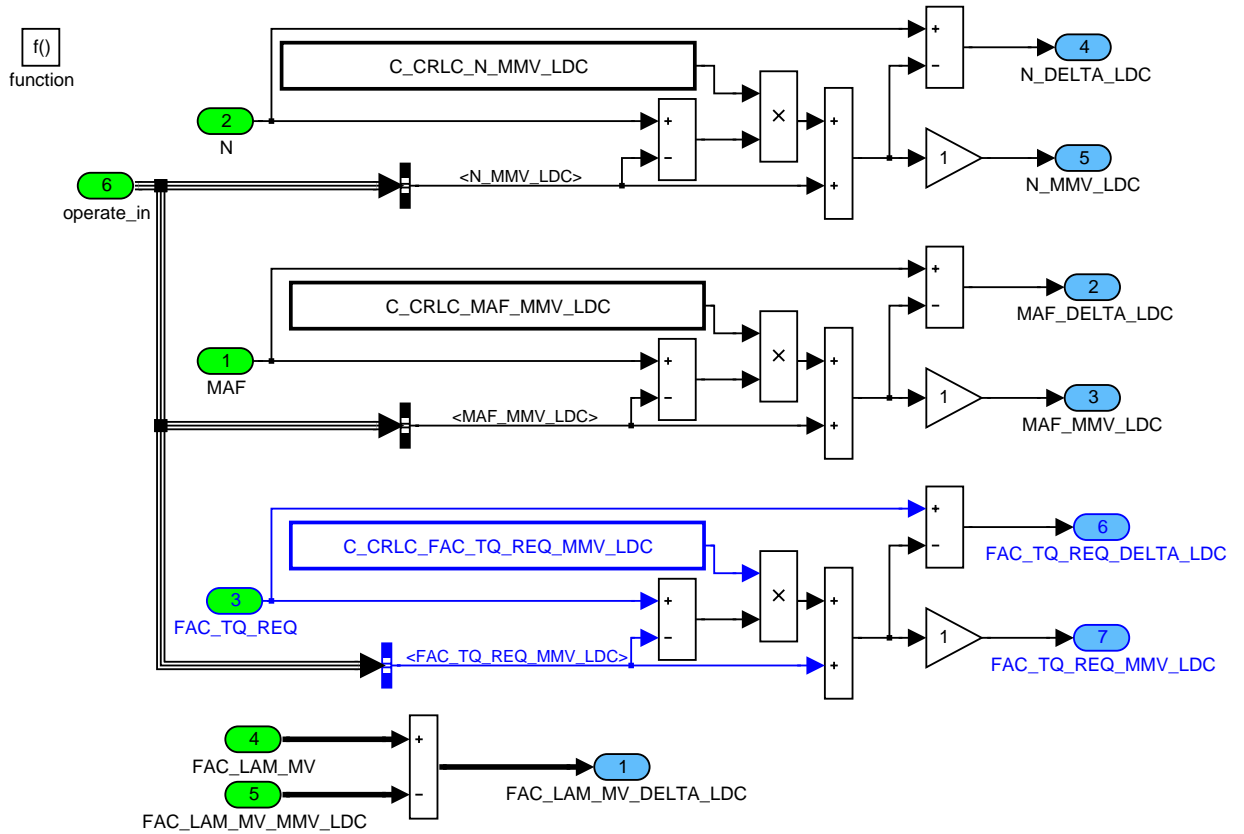 f()
function
C_CRLC_N_MMV_LDC
+
−
4
N_DELTA_LDC
2
N
+
−
×
+
+
1
5
N_MMV_LDC
6
operate_in
<N_MMV_LDC>
C_CRLC_MAF_MMV_LDC
+
−
2
MAF_DELTA_LDC
1
MAF
+
−
×
+
+
1
3
MAF_MMV_LDC
<MAF_MMV_LDC>
C_CRLC_FAC_TQ_REQ_MMV_LDC
+
−
6
FAC_TQ_REQ_DELTA_LDC
3
FAC_TQ_REQ
+
−
×
+
+
1
7
FAC_TQ_REQ_MMV_LDC
<FAC_TQ_REQ_MMV_LDC>
4
FAC_LAM_MV
5
FAC_LAM_MV_MMV_LDC
+
−
1
FAC_LAM_MV_DELTA_LDC